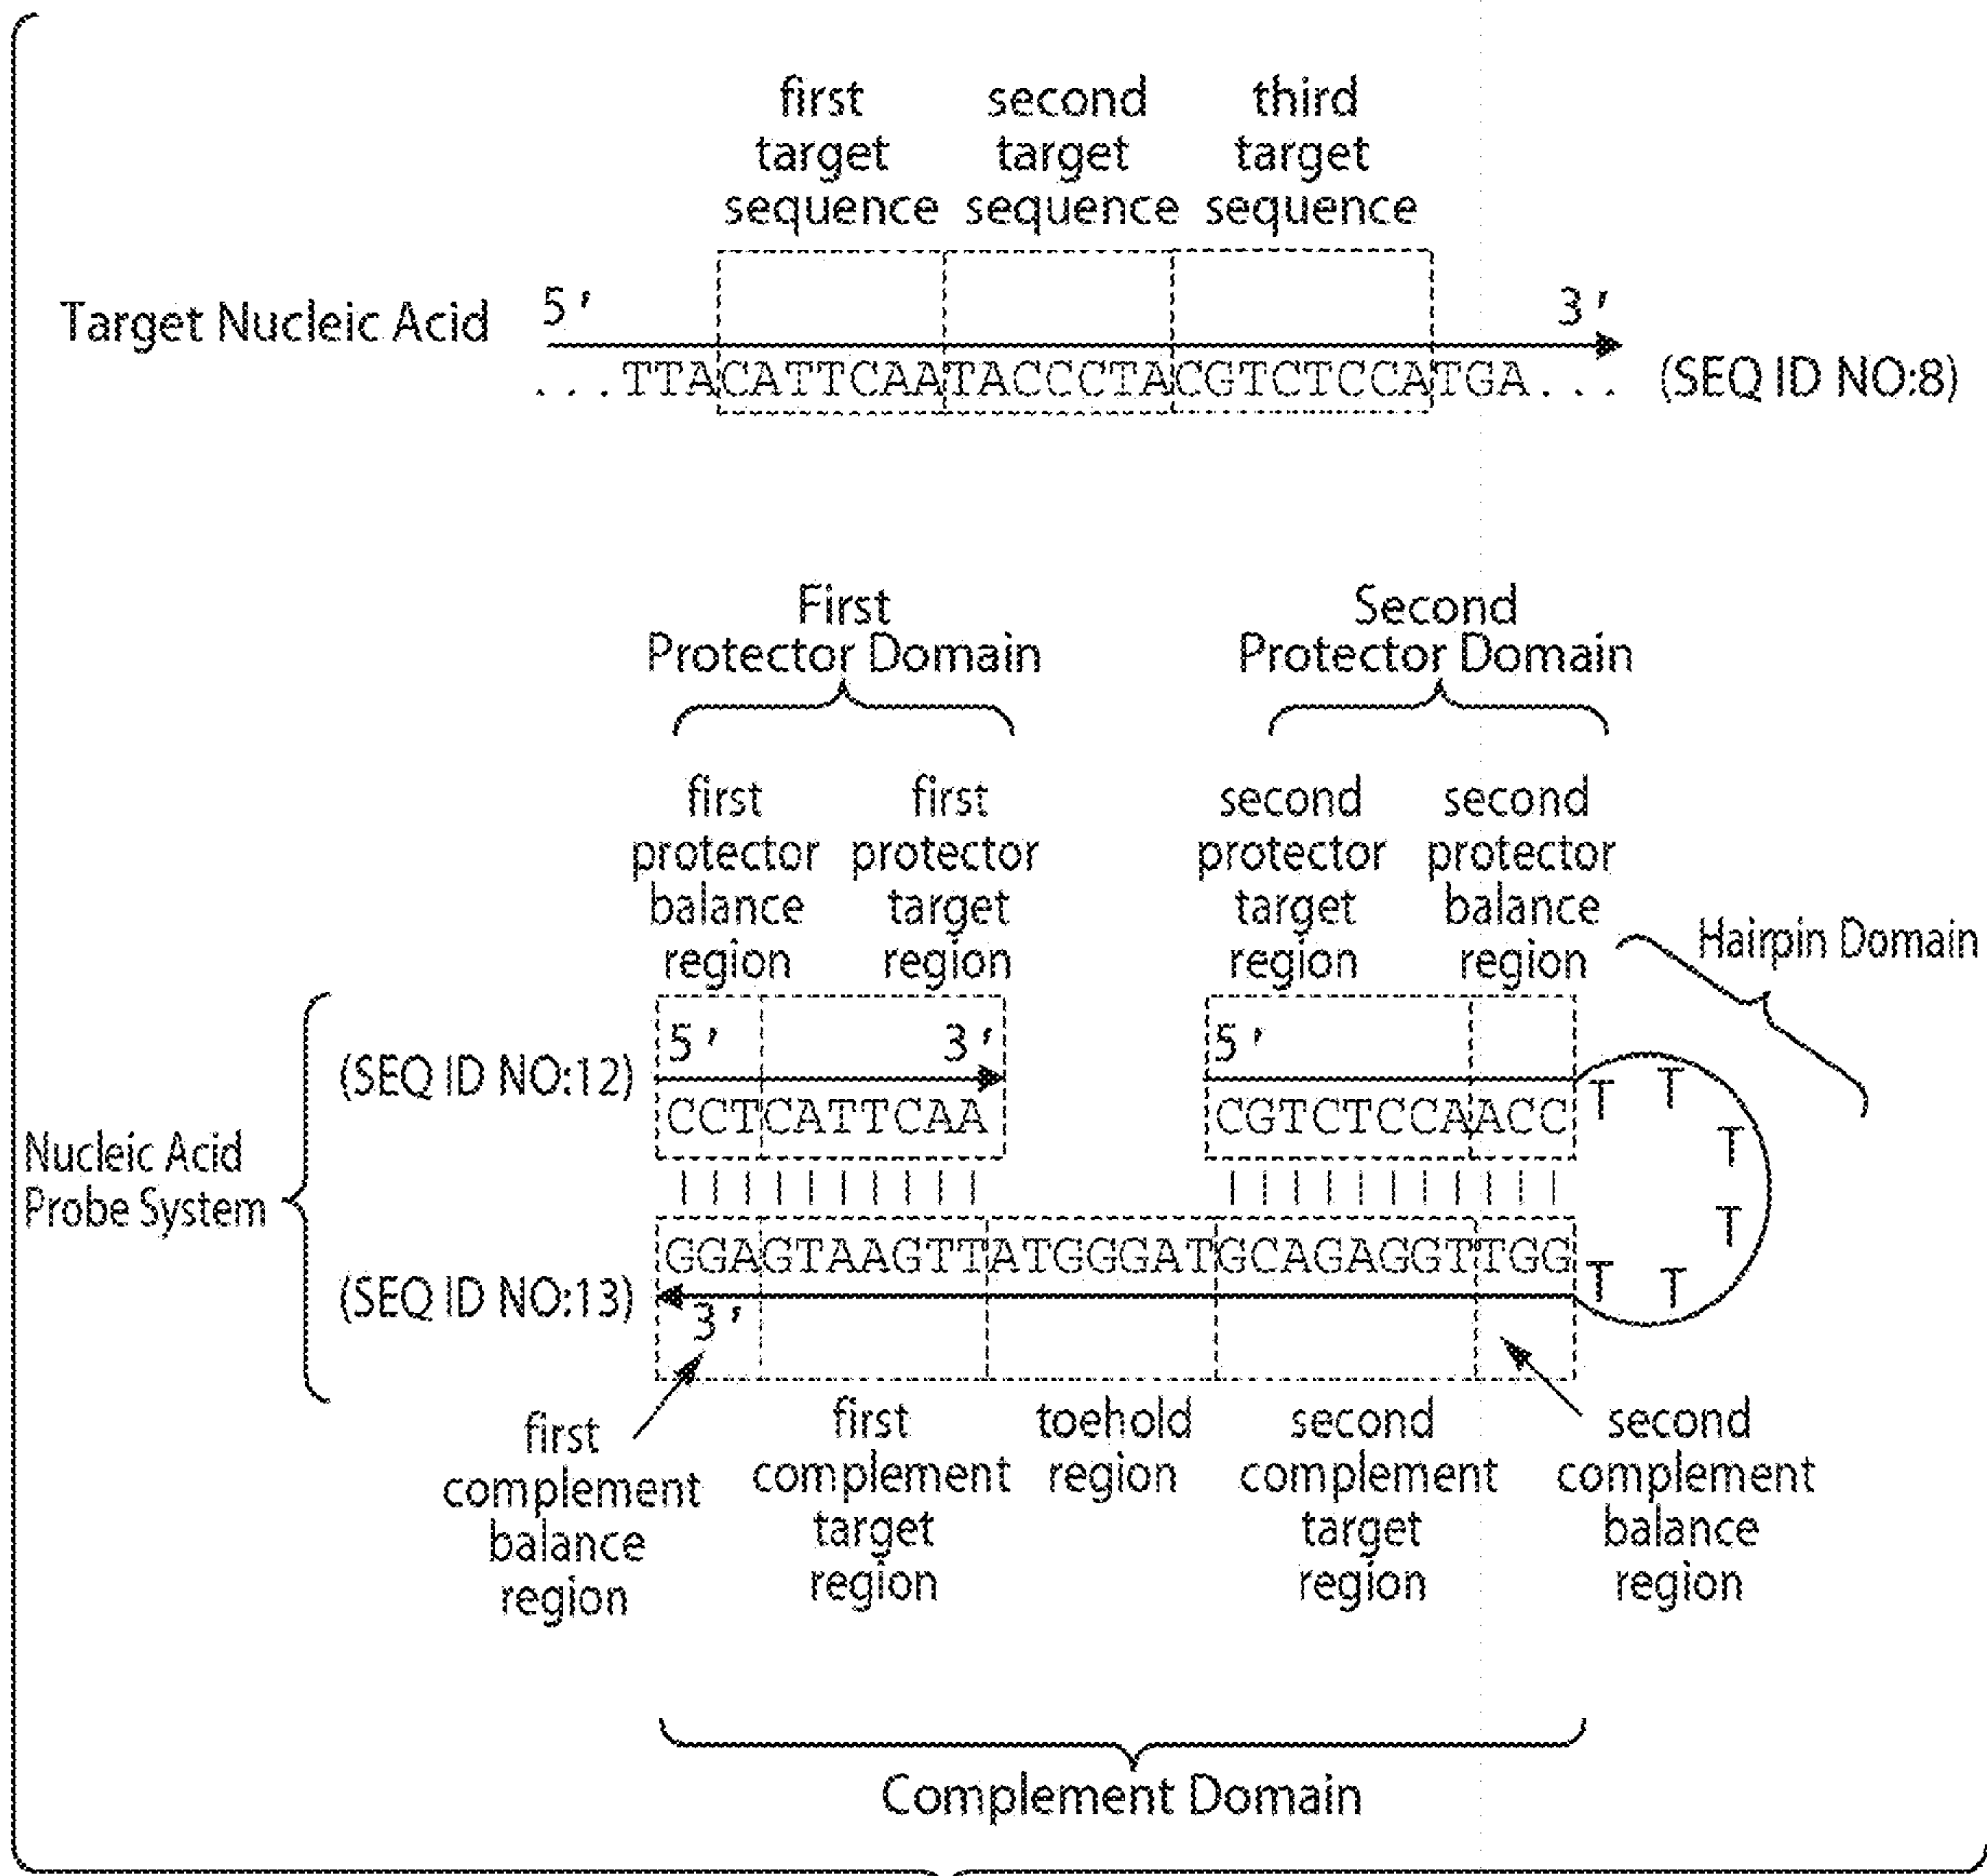 first second third
target target target
sequence sequence sequence
Target Nucleic Acid 5' 3'
...TTACATTCAATACCCTACGTCTCCATGA... (SEQ ID NO:8)
First Second
Protector Domain Protector Domain
first first second second
protector protector protector protector
balance target target balance
region region region region
Hairpin Domain
5' 3' 5'
(SEQ ID NO:12)
CCTCATTCAA CGTCTCCAACC
T T T T T T
Nucleic Acid
Probe System
GGAGTAAGTTATGGGATGCAGAGGTTGG
(SEQ ID NO:13)
3'
first first toehold second second
complement complement region complement complement
balance target target balance
region region region region
Complement Domain